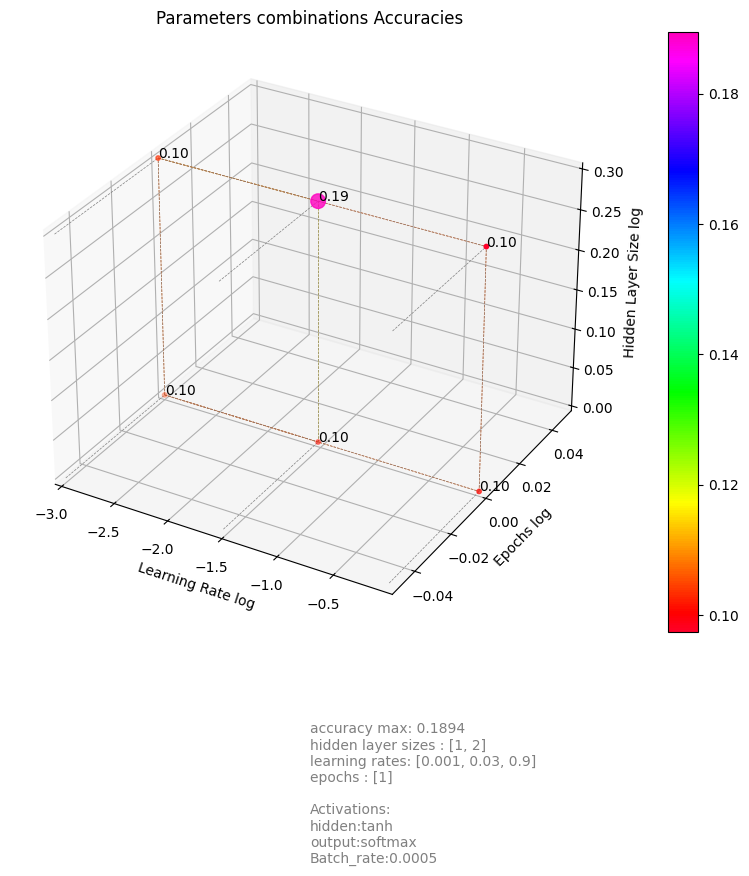 Parameters combinations Accuracies
0.10
0.19
0.10
0.10
0.10
0.10
0.30
0.25
0.20
0.15
0.10
0.05
0.00
Hidden Layer Size log
0.04
0.02
0.00
−0.02
−0.04
Epochs log
−3.0
−2.5
−2.0
−1.5
−1.0
−0.5
Learning Rate log
0.18
0.16
0.14
0.12
0.10
accuracy max: 0.1894
hidden layer sizes : [1, 2]
learning rates: [0.001, 0.03, 0.9]
epochs : [1]
Activations:
hidden:tanh
output:softmax
Batch_rate:0.0005